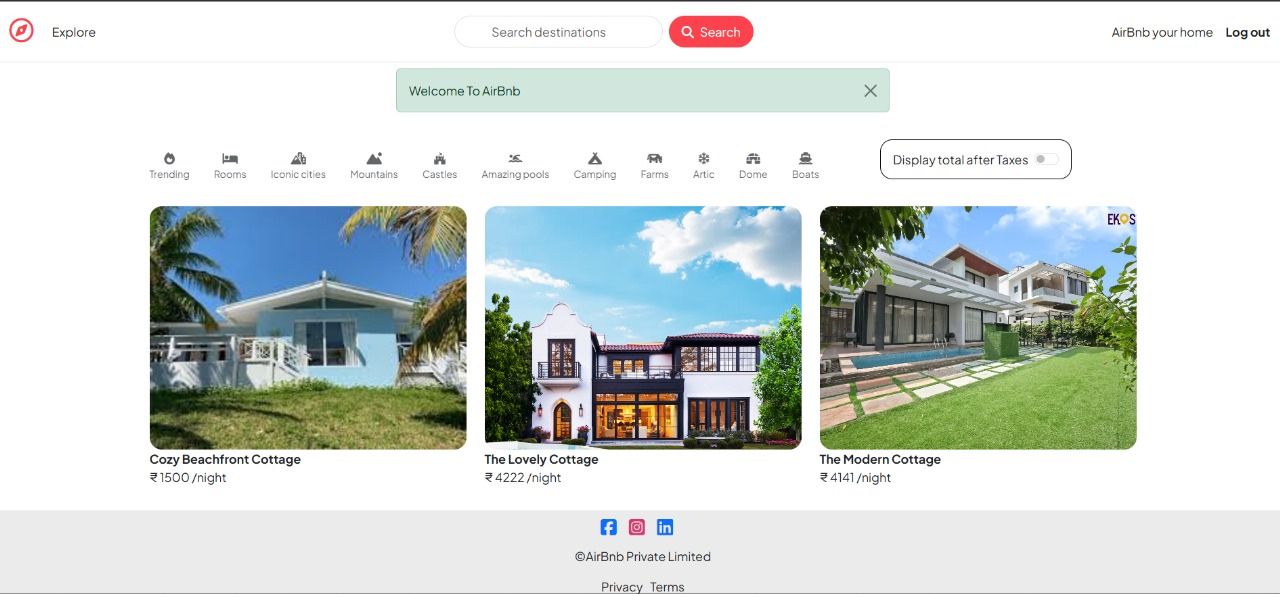 Explore
Search destinations
Search
AirBnb your home
Log out
Welcome To AirBnb
Trending
Rooms
Iconic cities
Mountains
Castles
Amazing pools
Camping
Farms
Artic
Dome
Boats
Display total after Taxes
EKOS
Cozy Beachfront Cottage
₹ 1500 /night
The Lovely Cottage
₹ 4222 /night
The Modern Cottage
₹ 4141 /night
©AirBnb Private Limited
Privacy Terms